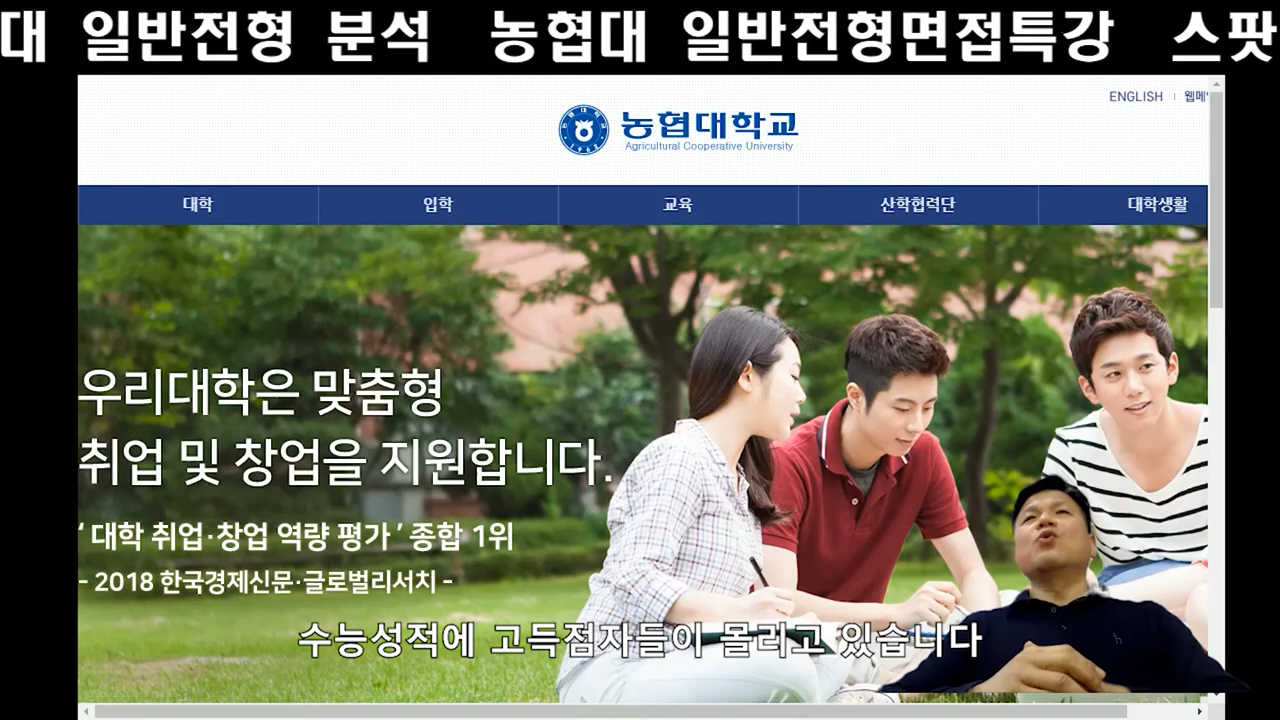 대 일반전형 분석 농협대 일반전형면접특강 스팟
ENGLISH
농협대학교
Agricultural Cooperative University
대학 입학 교육 산학협력단 대학생활
우리대학은 맞춤형
취업 및 창업을 지원합니다.
‘ 대학 취업·창업 역량 평가 ’ 종합 1위
- 2018 한국경제신문·글로벌리서치 -
수능성적에 고득점자들이 몰리고 있습니다